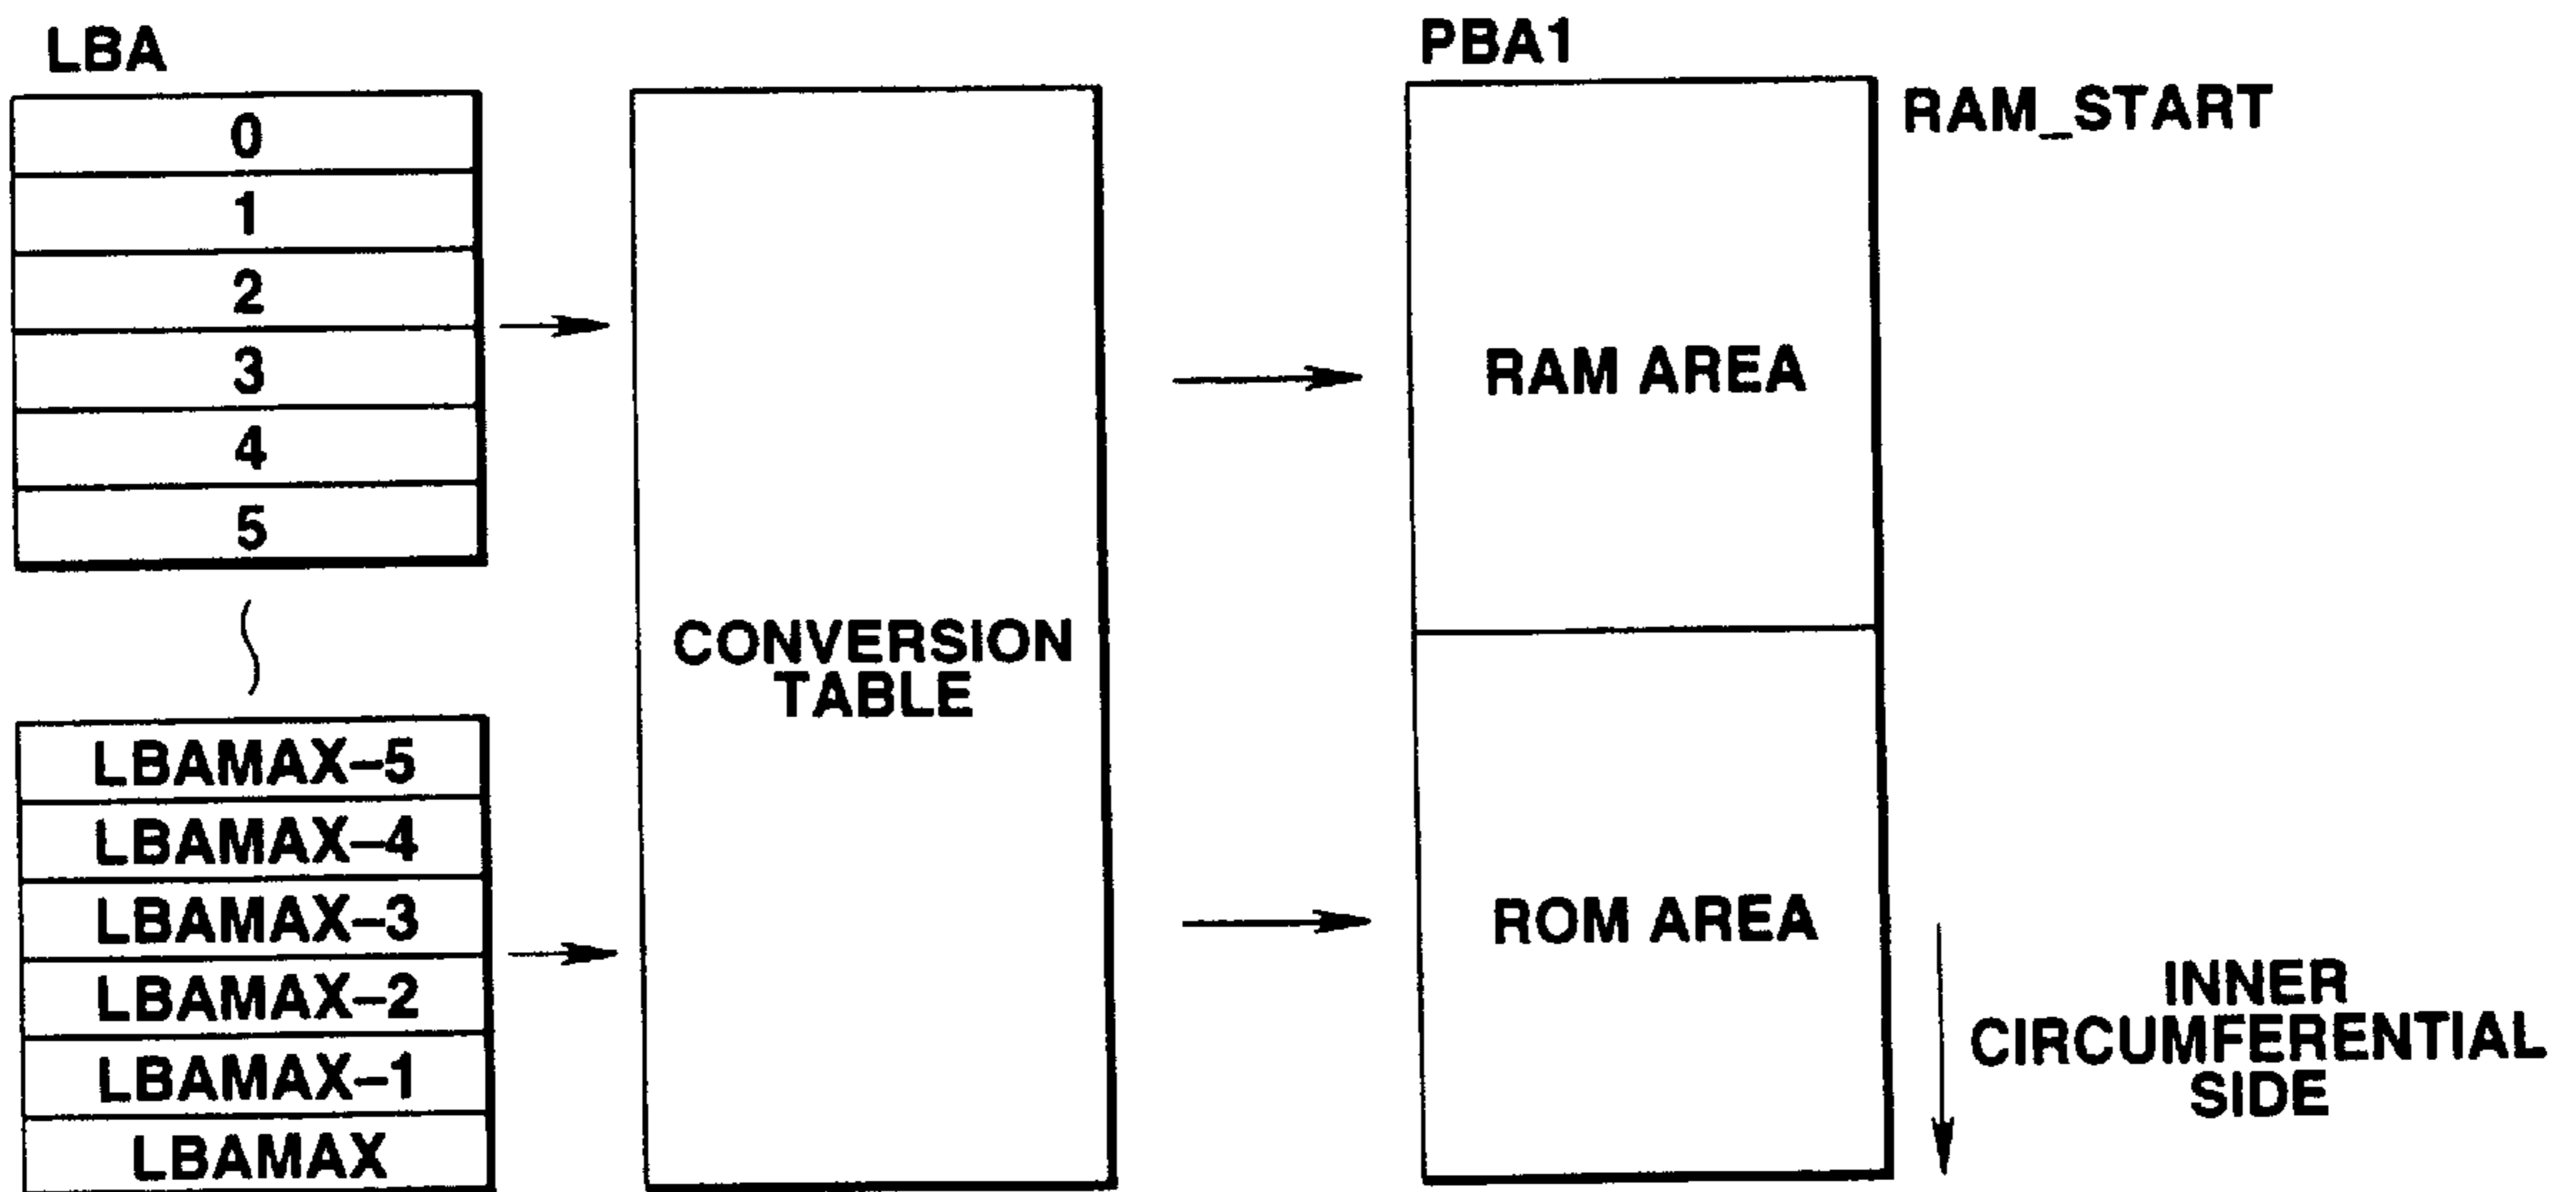 LBA
0
1
2
3
4
5
LBAMAX–5
LBAMAX–4
LBAMAX–3
LBAMAX–2
LBAMAX–1
LBAMAX
CONVERSION
TABLE
PBA1
RAM_START
RAM AREA
ROM AREA
INNER
CIRCUMFERENTIAL
SIDE